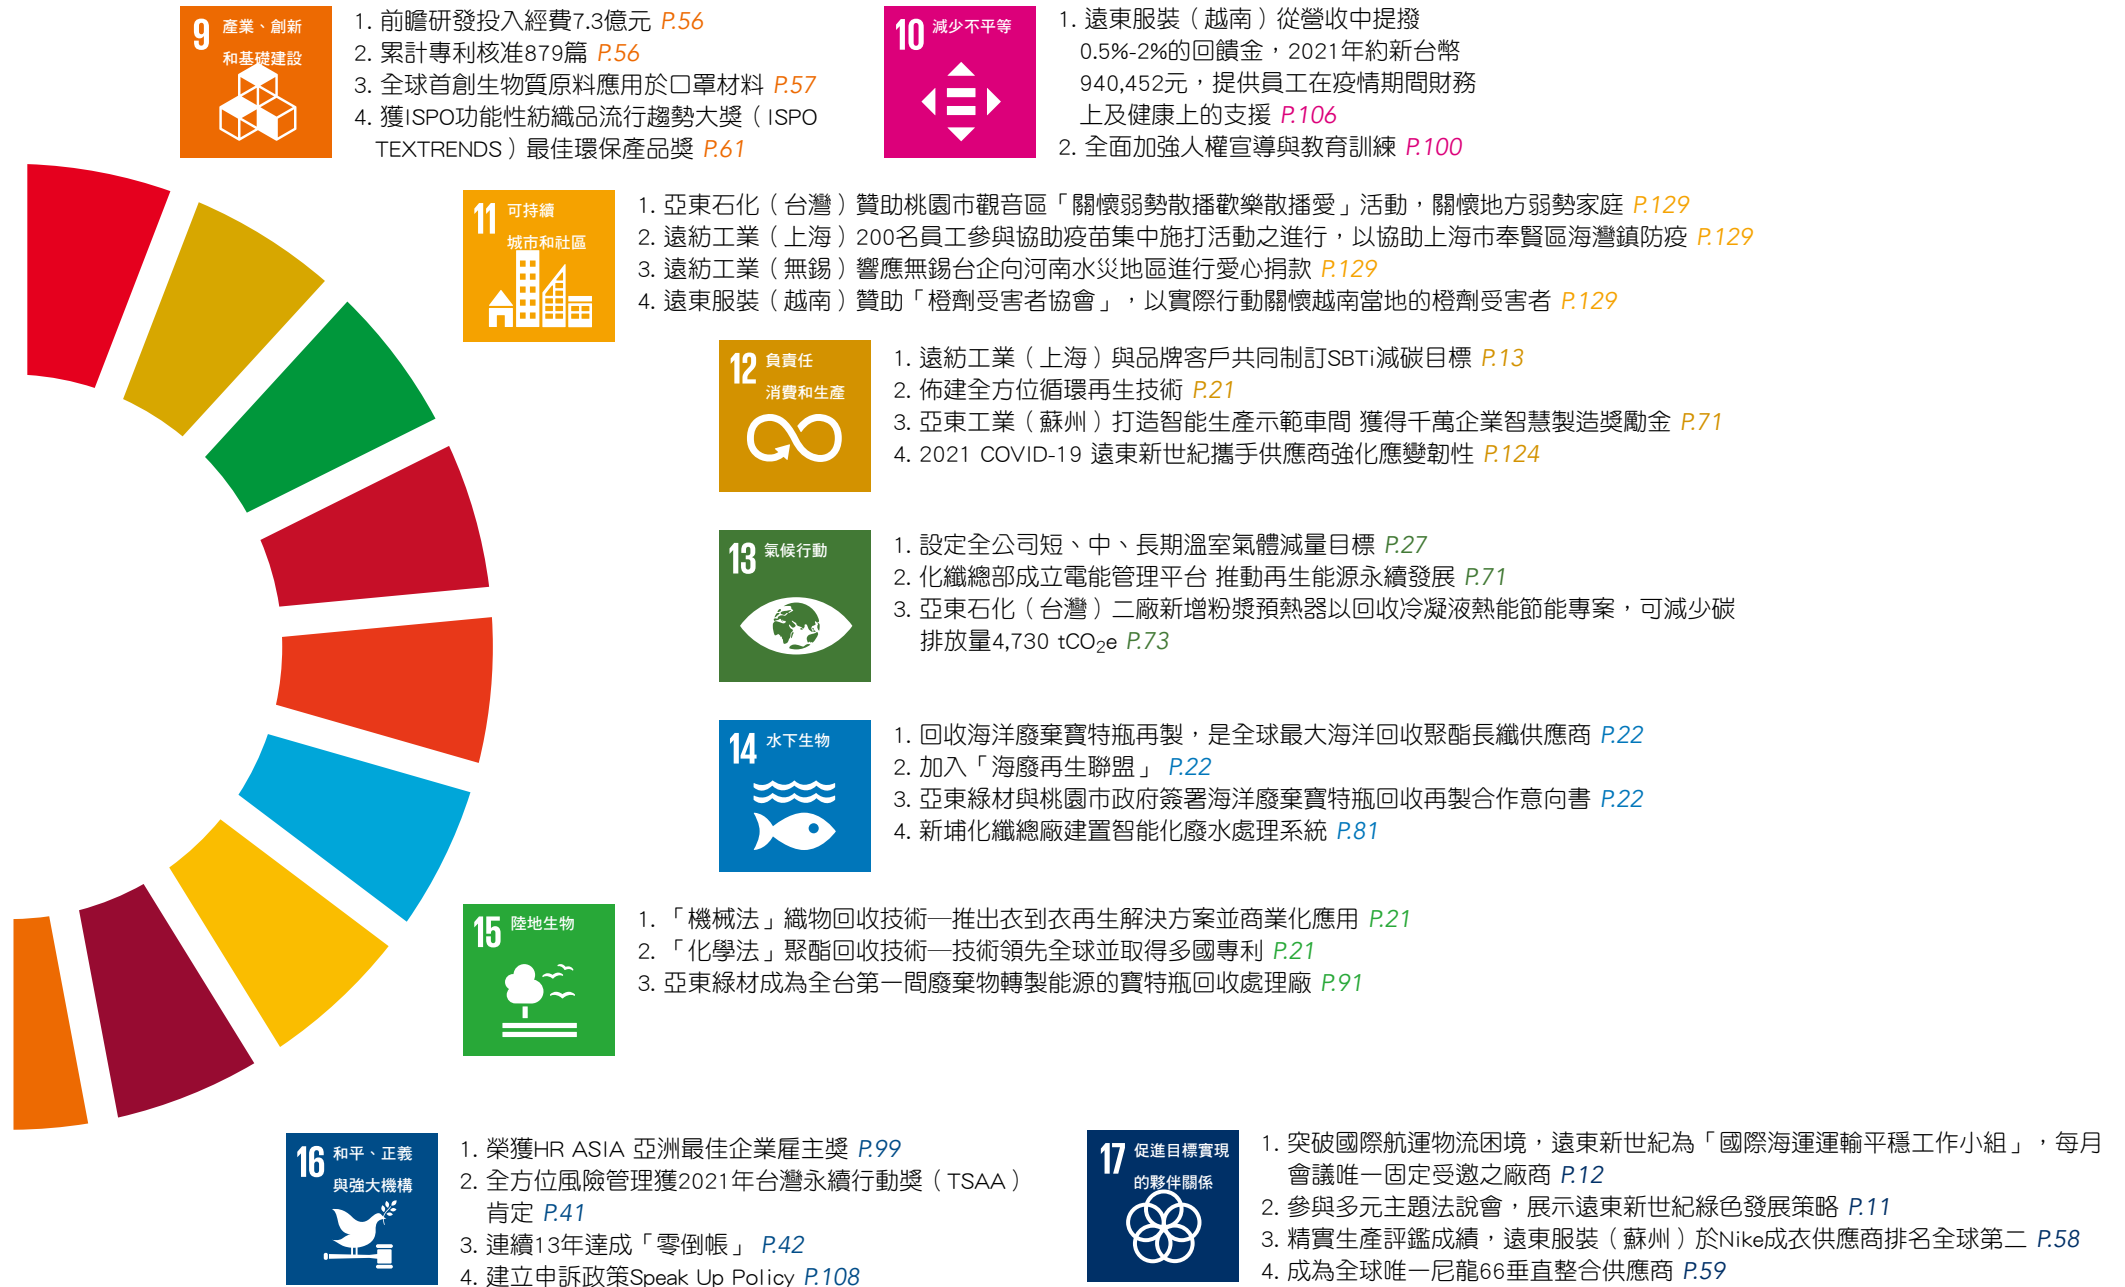 9 產業、創新
和基礎建設
1. 前瞻研發投入經費7.3億元 P.56
2. 累計專利核准879篇 P.56
3. 全球首創生物質原料應用於口罩材料 P.57
4. 獲ISPO功能性紡織品流行趨勢大獎（ISPO
TEXTRENDS）最佳環保產品獎 P.61
10 減少不平等
1. 遠東服裝（越南）從營收中提撥
0.5%-2%的回饋金，2021年約新台幣
940,452元，提供員工在疫情期間財務
上及健康上的支援 P.106
2. 全面加強人權宣導與教育訓練 P.100
11 可持續
城市和社區
1. 亞東石化（台灣）贊助桃園市觀音區「關懷弱勢散播歡樂散播愛」活動，關懷地方弱勢家庭 P.129
2. 遠紡工業（上海）200名員工參與協助疫苗集中施打活動之進行，以協助上海市奉賢區海灣鎮防疫 P.129
3. 遠紡工業（無錫）響應無錫台企向河南水災地區進行愛心捐款 P.129
4. 遠東服裝（越南）贊助「橙劑受害者協會」，以實際行動關懷越南當地的橙劑受害者 P.129
12 負責任
消費和生產
1. 遠紡工業（上海）與品牌客戶共同制訂SBTi減碳目標 P.13
2. 佈建全方位循環再生技術 P.21
3. 亞東工業（蘇州）打造智能生產示範車間 獲得千萬企業智慧製造獎勵金 P.71
4. 2021 COVID-19 遠東新世紀攜手供應商強化應變韌性 P.124
13 氣候行動
1. 設定全公司短、中、長期溫室氣體減量目標 P.27
2. 化纖總部成立電能管理平台 推動再生能源永續發展 P.71
3. 亞東石化（台灣）二廠新增粉漿預熱器以回收冷凝液熱能節能專案，可減少碳
排放量4,730 tCO₂e P.73
14 水下生物
1. 回收海洋廢棄寶特瓶再製，是全球最大海洋回收聚酯長纖供應商 P.22
2. 加入「海廢再生聯盟」 P.22
3. 亞東綠材與桃園市政府簽署海洋廢棄寶特瓶回收再製合作意向書 P.22
4. 新埔化纖總廠建置智能化廢水處理系統 P.81
15 陸地生物
1. 「機械法」織物回收技術─推出衣到衣再生解決方案並商業化應用 P.21
2. 「化學法」聚酯回收技術─技術領先全球並取得多國專利 P.21
3. 亞東綠材成為全台第一間廢棄物轉製能源的寶特瓶回收處理廠 P.91
16 和平、正義
與強大機構
1. 榮獲HR ASIA 亞洲最佳企業雇主獎 P.99
2. 全方位風險管理獲2021年台灣永續行動獎（TSAA）
肯定 P.41
3. 連續13年達成「零倒帳」 P.42
4. 建立申訴政策Speak Up Policy P.108
17 促進目標實現
的夥伴關係
1. 突破國際航運物流困境，遠東新世紀為「國際海運運輸平穩工作小組」，每月
會議唯一固定受邀之廠商 P.12
2. 參與多元主題法說會，展示遠東新世紀綠色發展策略 P.11
3. 精實生產評鑑成績，遠東服裝（蘇州）於Nike成衣供應商排名全球第二 P.58
4. 成為全球唯一尼龍66垂直整合供應商 P.59